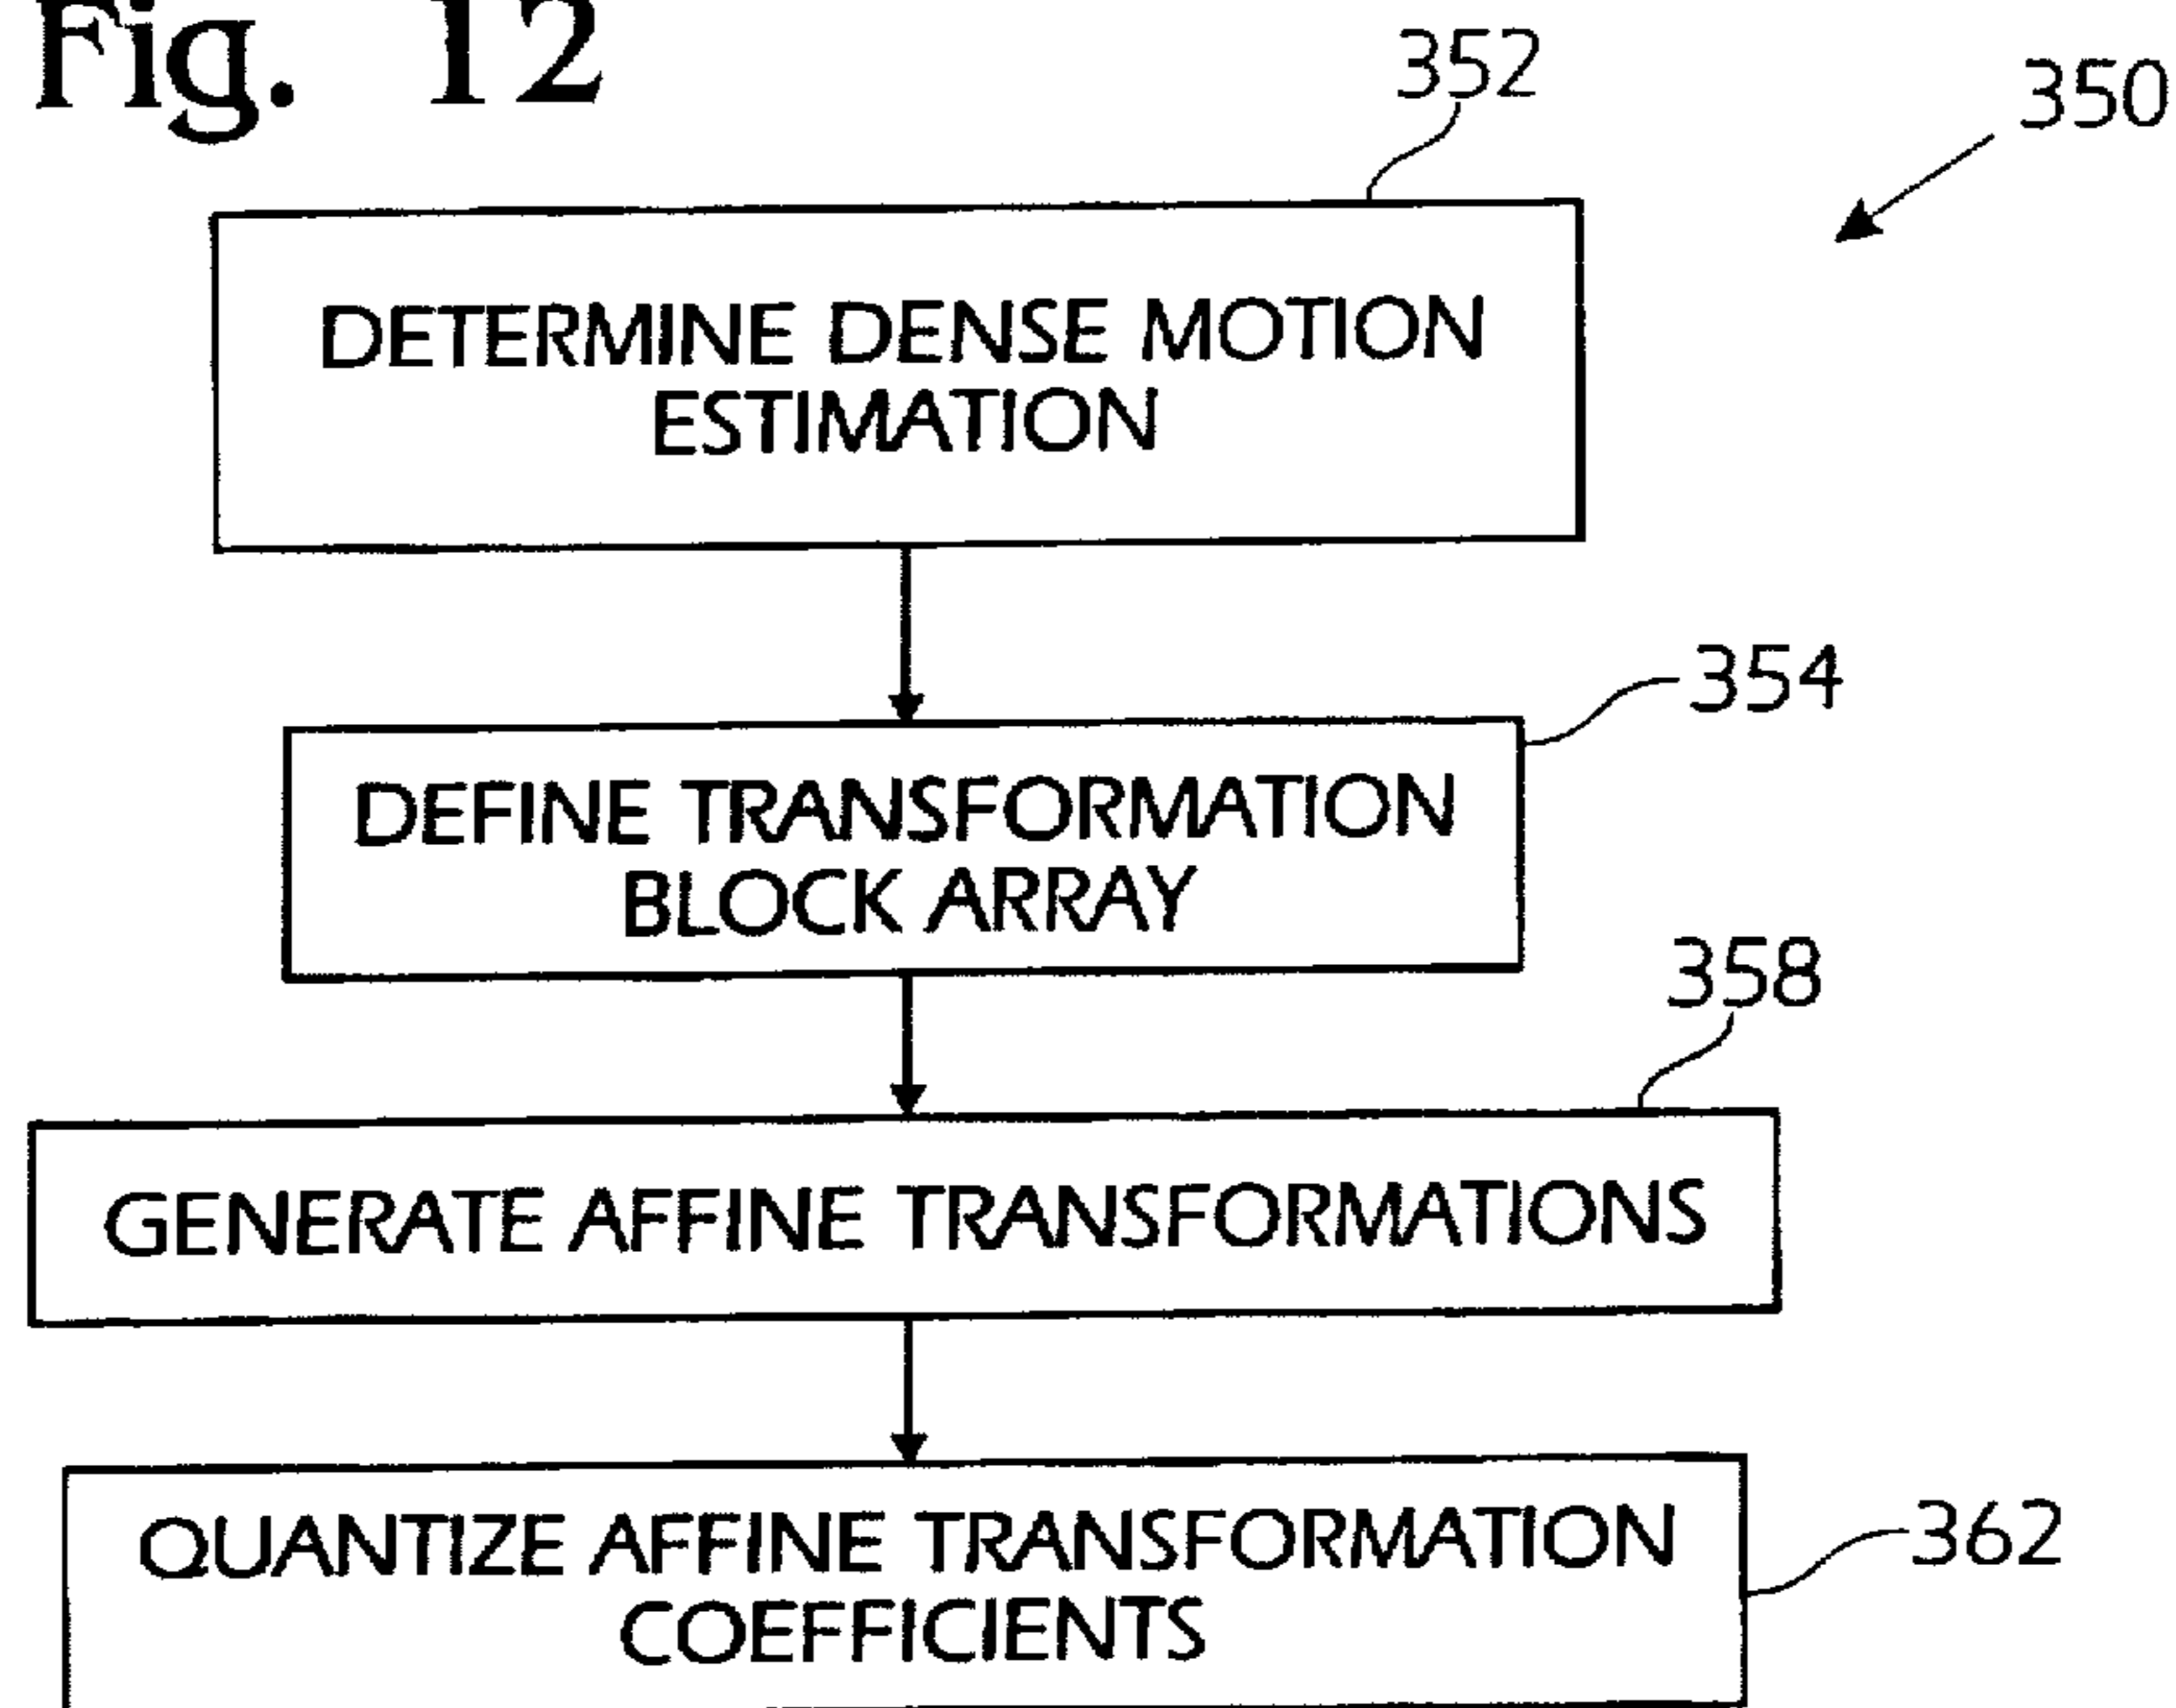 Fig. 12
352
350
DETERMINE DENSE MOTION
ESTIMATION
354
DEFINE TRANSFORMATION
BLOCK ARRAY
358
GENERATE AFFINE TRANSFORMATIONS
QUANTIZE AFFINE TRANSFORMATION
COEFFICIENTS
362